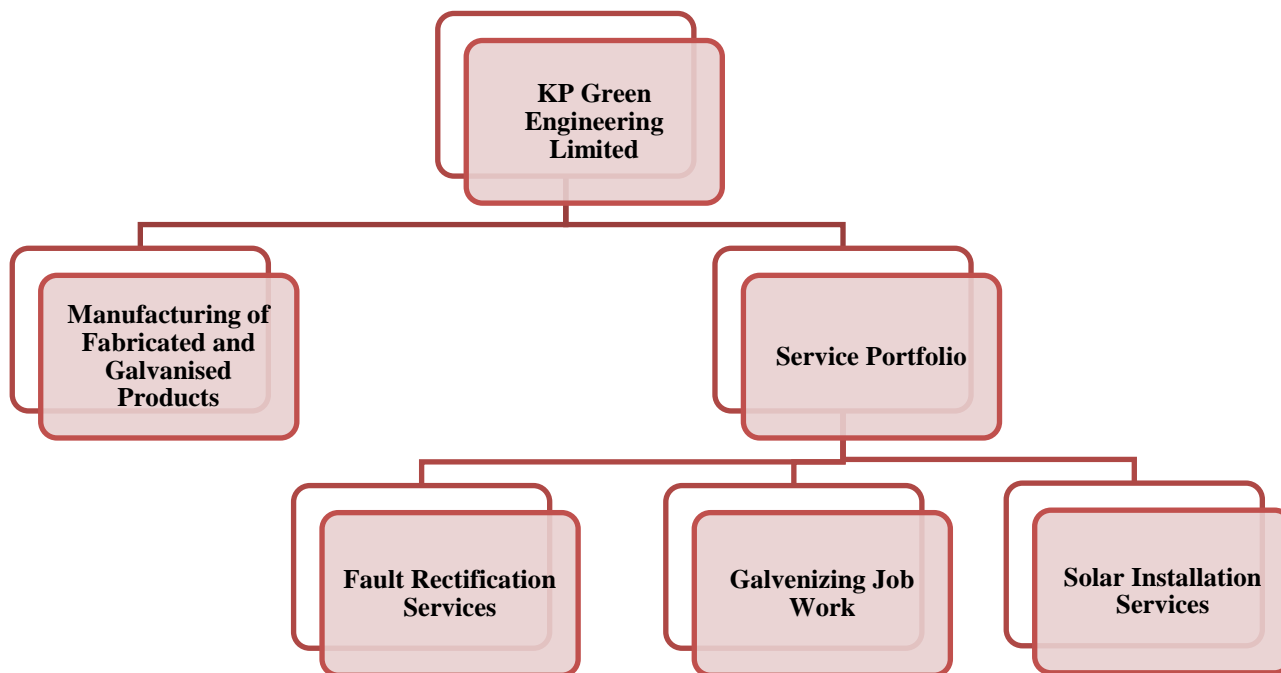 KP Green
Engineering
Limited
Manufacturing of
Fabricated and
Galvanised
Products
Service Portfolio
Fault Rectification
Services
Galvenizing Job
Work
Solar Installation
Services